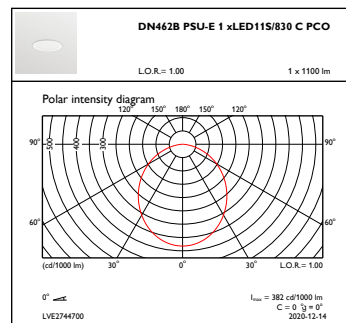 DN462B PSU-E 1 xLED11S/830 C PCO
L.O.R.= 1.00 1 x 1100 lm
Polar intensity diagram
120° 150° 180° 150° 120°
90° 500 400 300 90°
60° 60°
(cd/1000 lm) 30° 0° 30° L.O.R.= 1.00
0° Imax = 382 cd/1000 lm
C = 0 °g = 0°
LVE2744700 2020-12-14